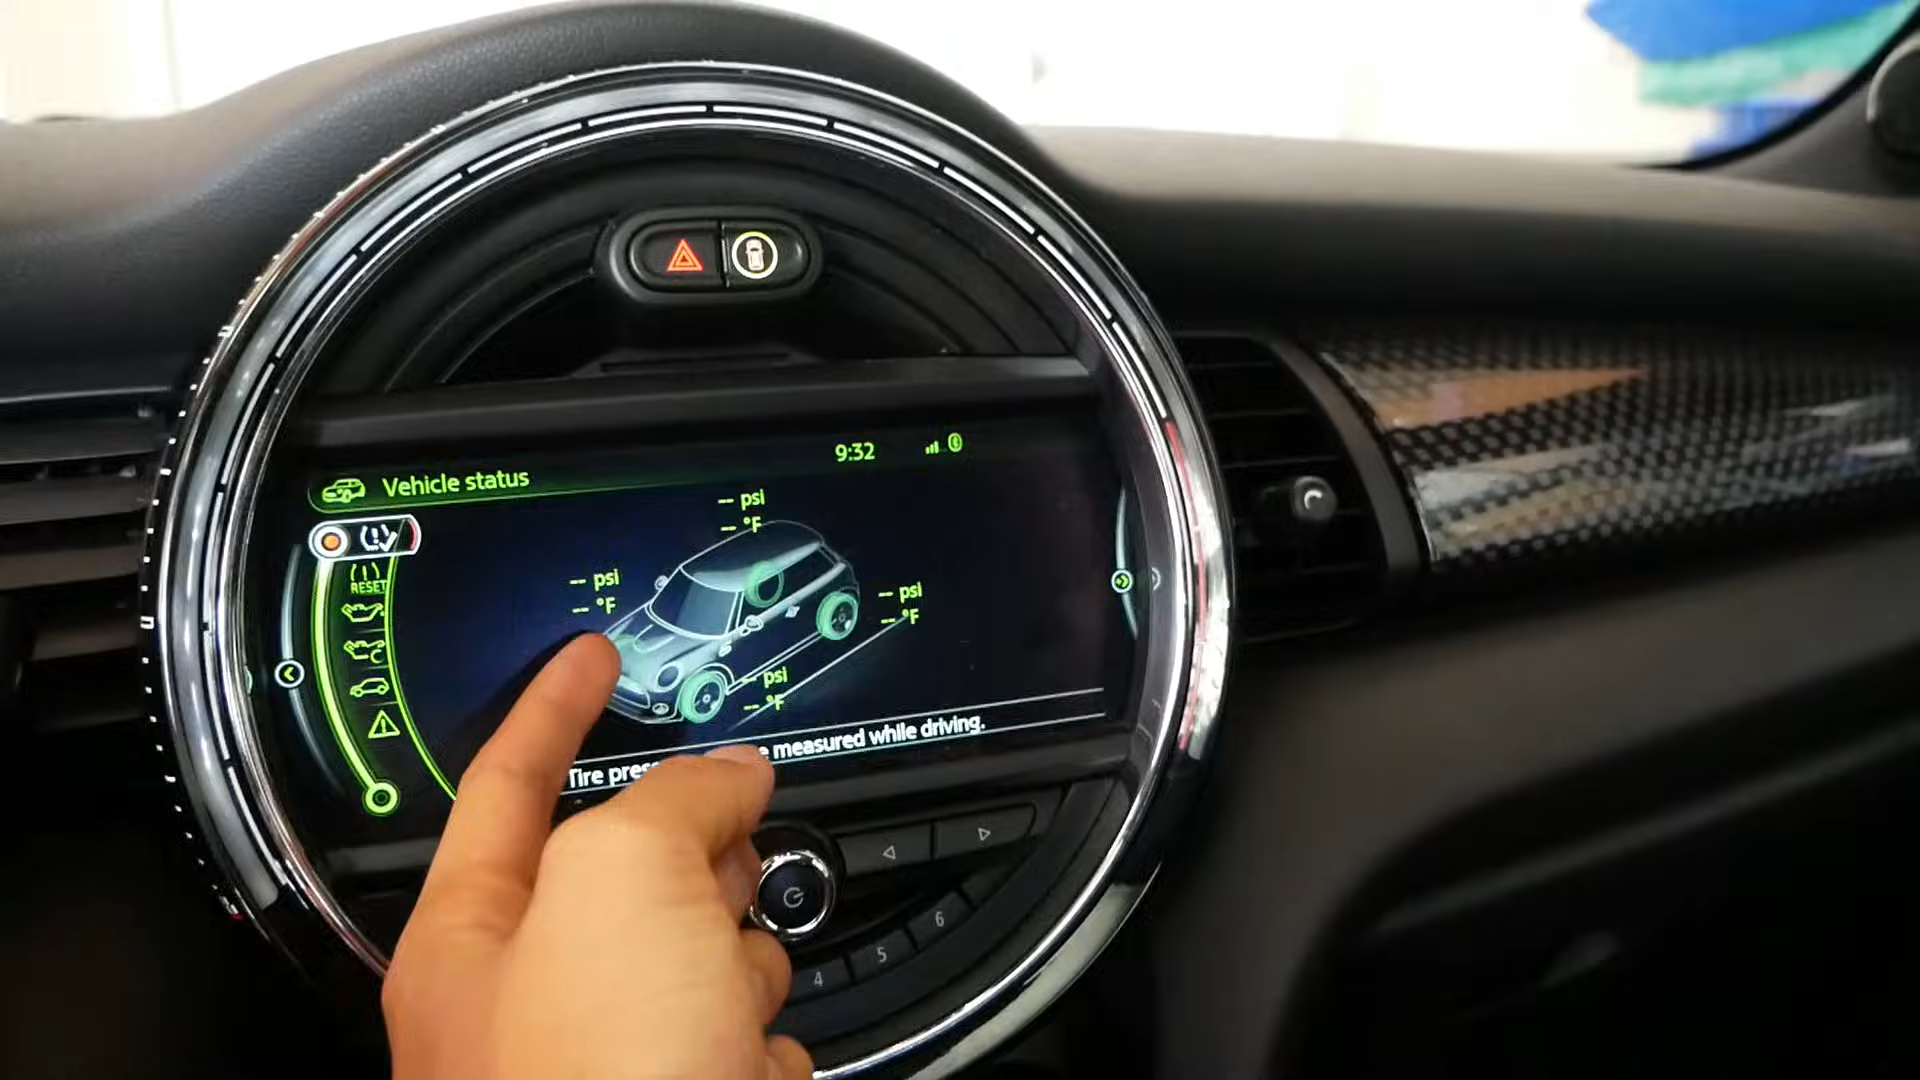 9:32
Vehicle status
-- psi
-- °F
-- psi
-- °F
-- psi
-- °F
-- psi
-- °F
RESET
Tire pres
e measured while driving.
4
5
6